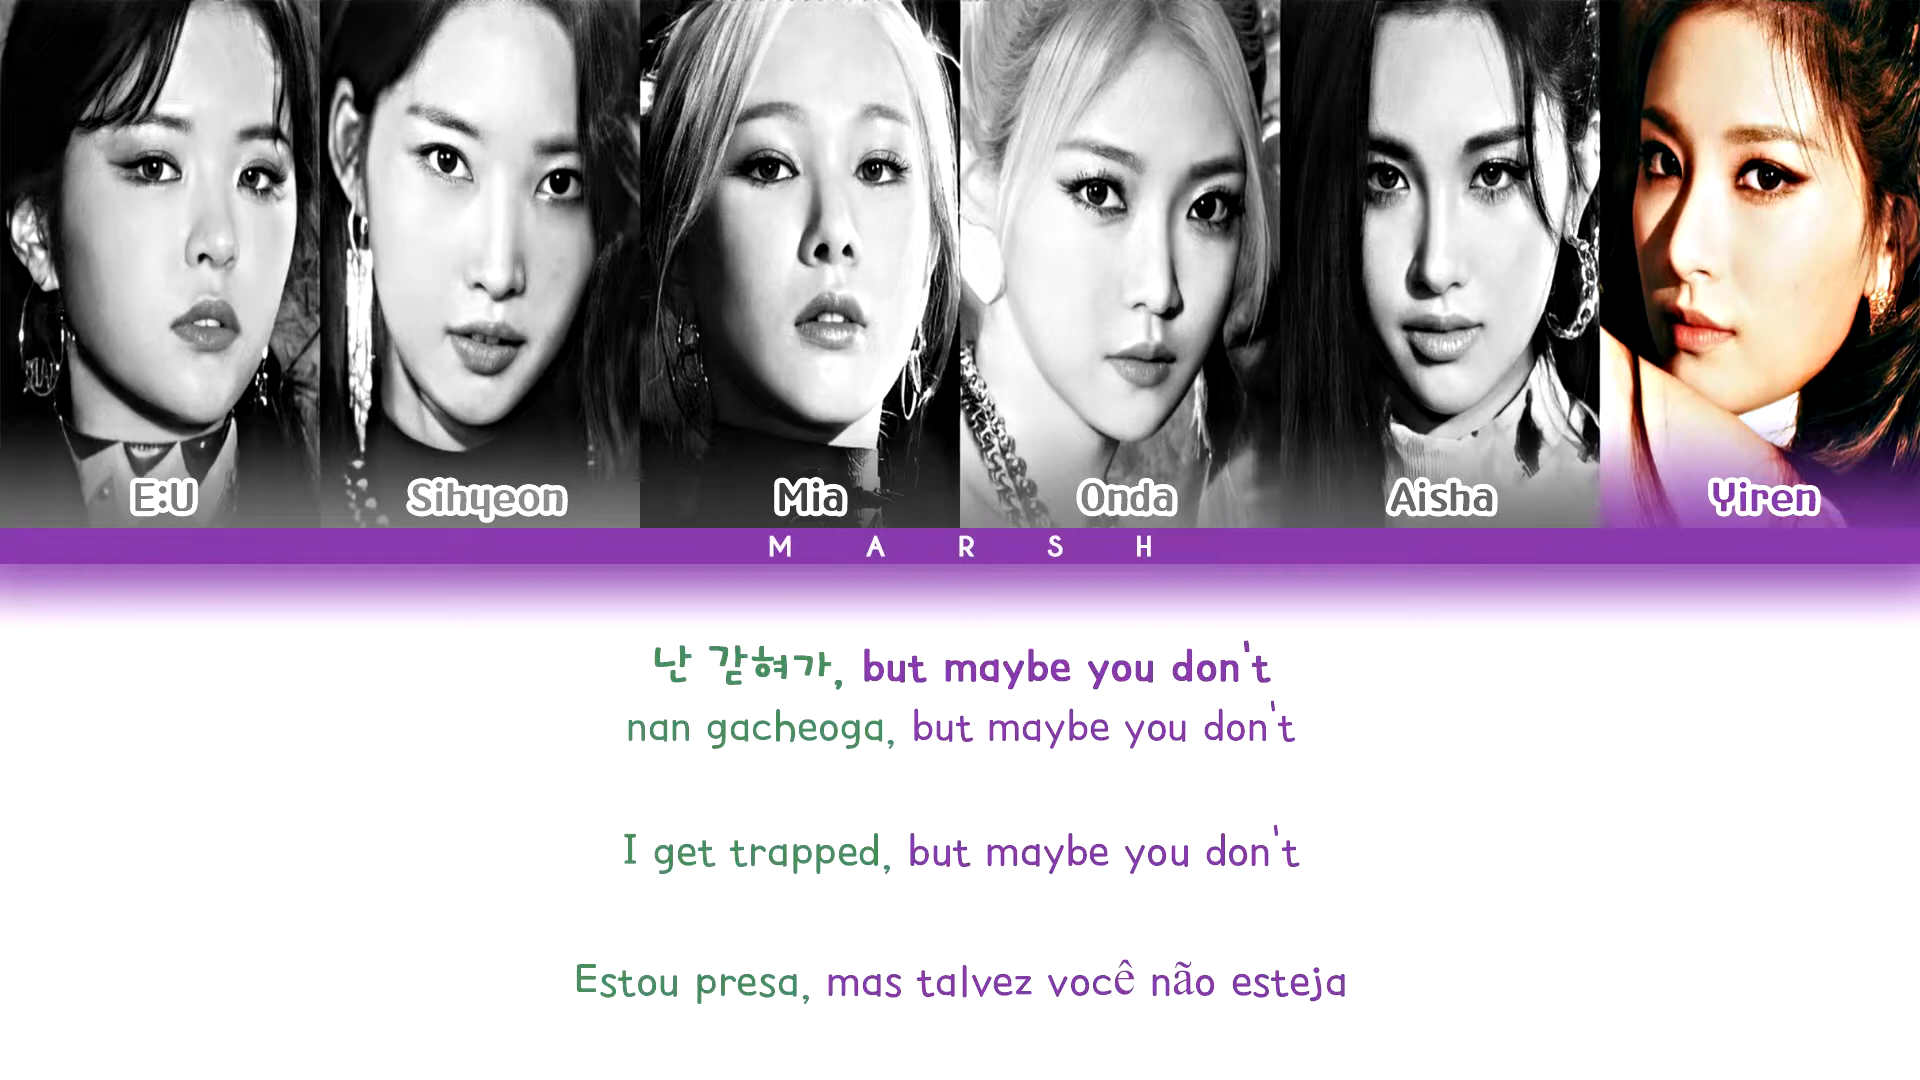 E:U
Sihyeon
Mia
Onda
Aisha
Yiren
MARSH
난 갇혀가, but maybe you don't
nan gacheoga, but maybe you don't
I get trapped, but maybe you don't
Estou presa, mas talvez você não esteja